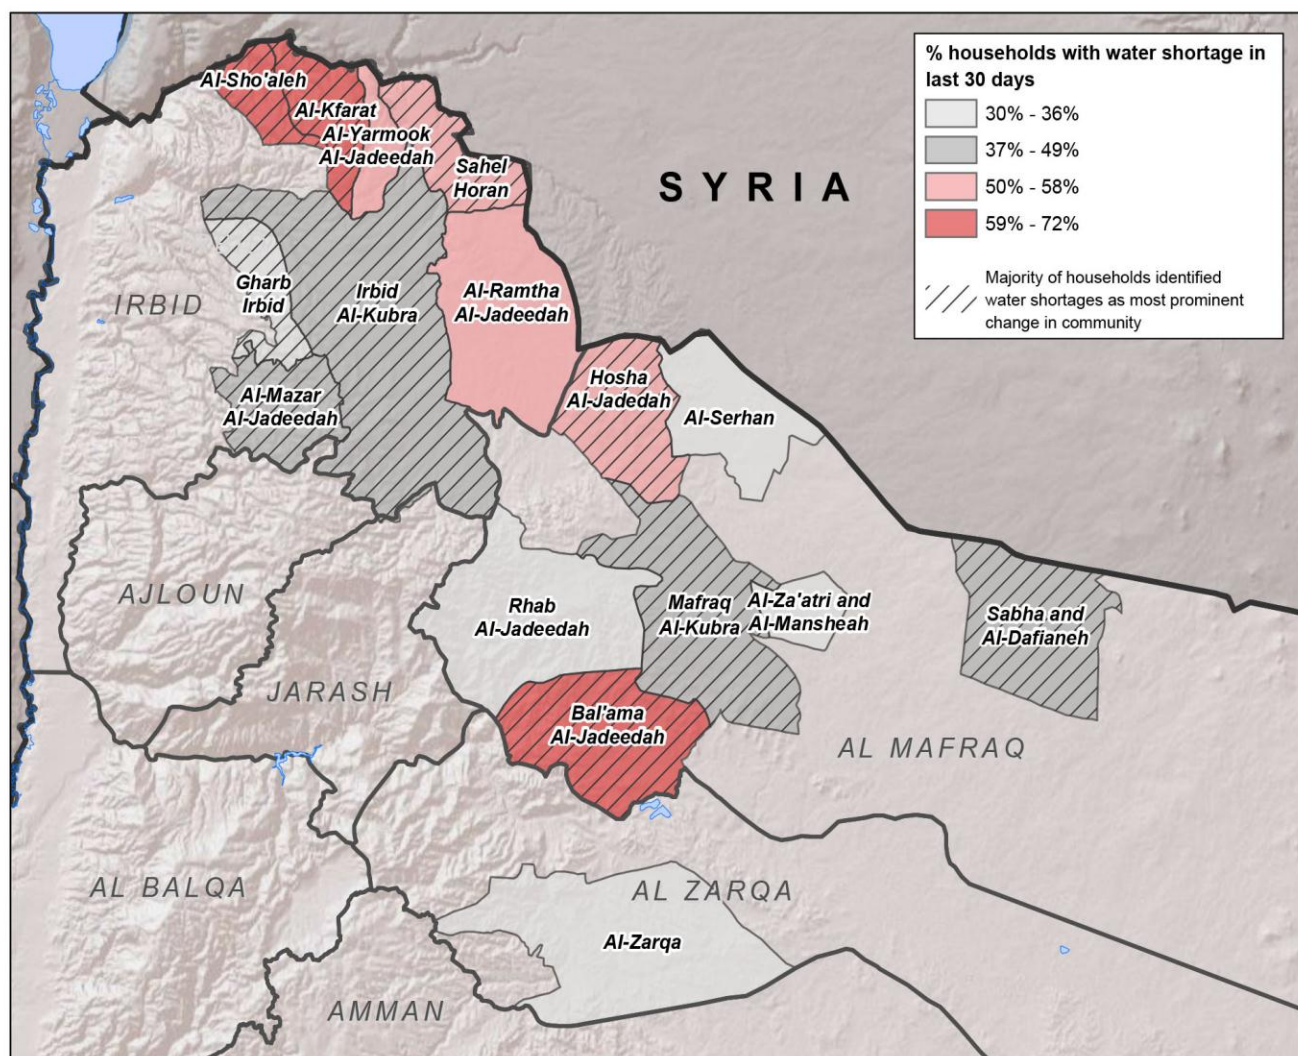 % households with water shortage in
last 30 days
30% - 36%
37% - 49%
50% - 58%
59% - 72%
Majority of households identified
water shortages as most prominent
change in community
SYRIA
Al-Sho'aleh
Al-Kfarat
Al-Yarmook
Al-Jadeedah
Sahel
Horan
Gharb
Irbid
IRBID
Irbid
Al-Kubra
Al-Ramtha
Al-Jadeedah
Al-Mazar
Al-Jadeedah
Hosha
Al-Jadedah
Al-Serhan
AJLOUN
Rhab
Al-Jadeedah
Mafraq
Al-Kubra
Al-Za'atri and
Al-Mansheah
Sabha and
Al-Dafianeh
JARASH
Bal'ama
Al-Jadeedah
AL MAFRAQ
AL BALQA
AL ZARQA
Al-Zarqa
AMMAN